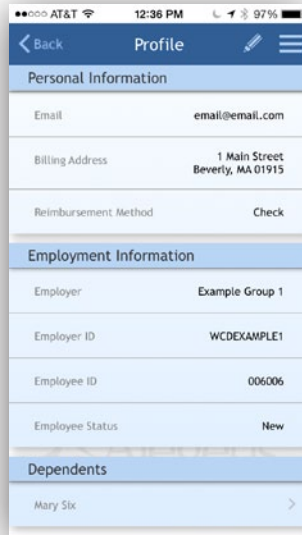 AT&T 12:36 PM 97%
Back Profile
Personal Information
Email email@email.com
Billing Address 1 Main Street
Beverly, MA 01915
Reimbursement Method Check
Employment Information
Employer Example Group 1
Employer ID WCDEXAMPLE1
Employee ID 006006
Employee Status New
Dependents
Mary Six